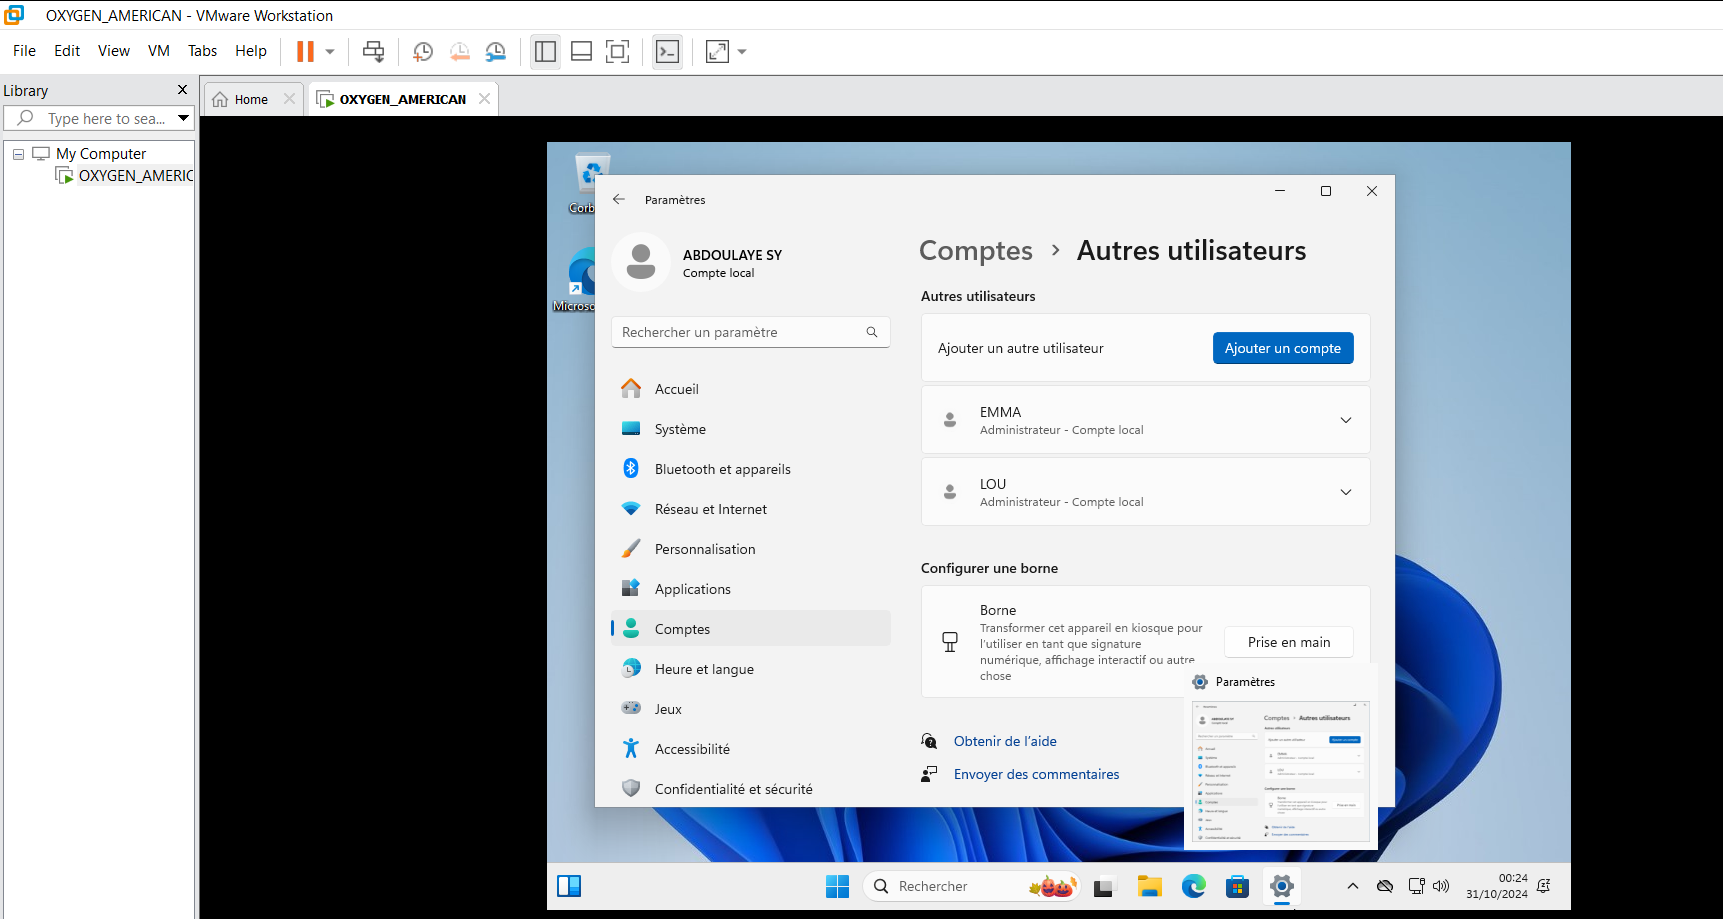 OXYGEN_AMERICAN - VMware Workstation
File Edit View VM Tabs Help
Library
Type here to sea...
My Computer
OXYGEN_AMERIC
Home
OXYGEN_AMERICAN
Corb
Microso
Paramètres
ABDOULAYE SY
Compte local
Rechercher un paramètre
Accueil
Système
Bluetooth et appareils
Réseau et Internet
Personnalisation
Applications
Comptes
Heure et langue
Jeux
Accessibilité
Confidentialité et sécurité
Comptes > Autres utilisateurs
Autres utilisateurs
Ajouter un autre utilisateur
Ajouter un compte
EMMA
Administrateur - Compte local
LOU
Administrateur - Compte local
Configurer une borne
Borne
Transformer cet appareil en kiosque pour
l'utiliser en tant que signature
numérique, affichage interactif ou autre
chose
Prise en main
Obtenir de l'aide
Envoyer des commentaires
Paramètres
Comptes > Autres utilisateurs
Rechercher
00:24
31/10/2024